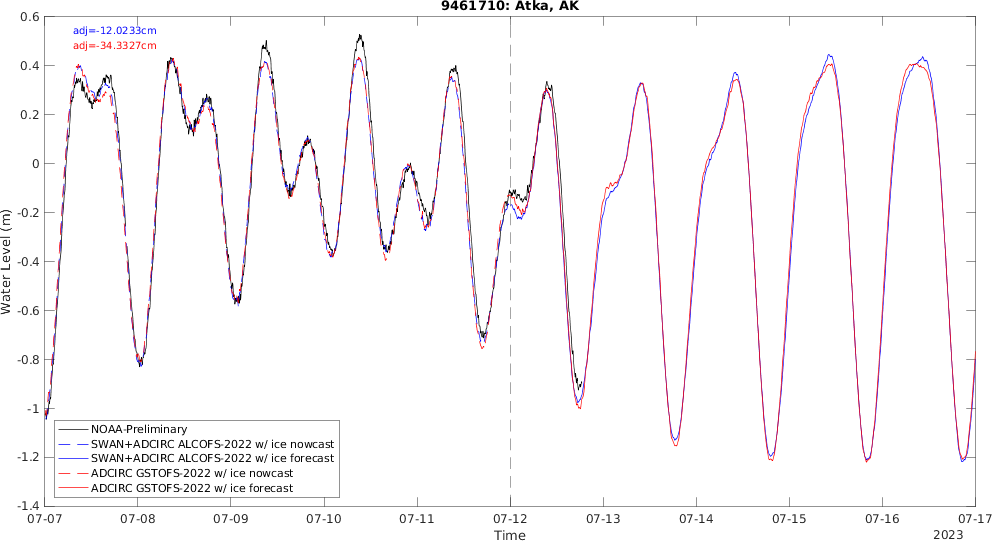 9461710: Atka, AK
adj=-12.0233cm
adj=-34.3327cm
0.6
0.4
0.2
0
-0.2
-0.4
-0.6
-0.8
-1
-1.2
-1.4
Water Level (m)
NOAA-Preliminary
SWAN+ADCIRC ALCOFS-2022 w/ ice nowcast
SWAN+ADCIRC ALCOFS-2022 w/ ice forecast
ADCIRC GSTOFS-2022 w/ ice nowcast
ADCIRC GSTOFS-2022 w/ ice forecast
07-07 07-08 07-09 07-10 07-11 07-12 07-13 07-14 07-15 07-16 07-17
Time
2023